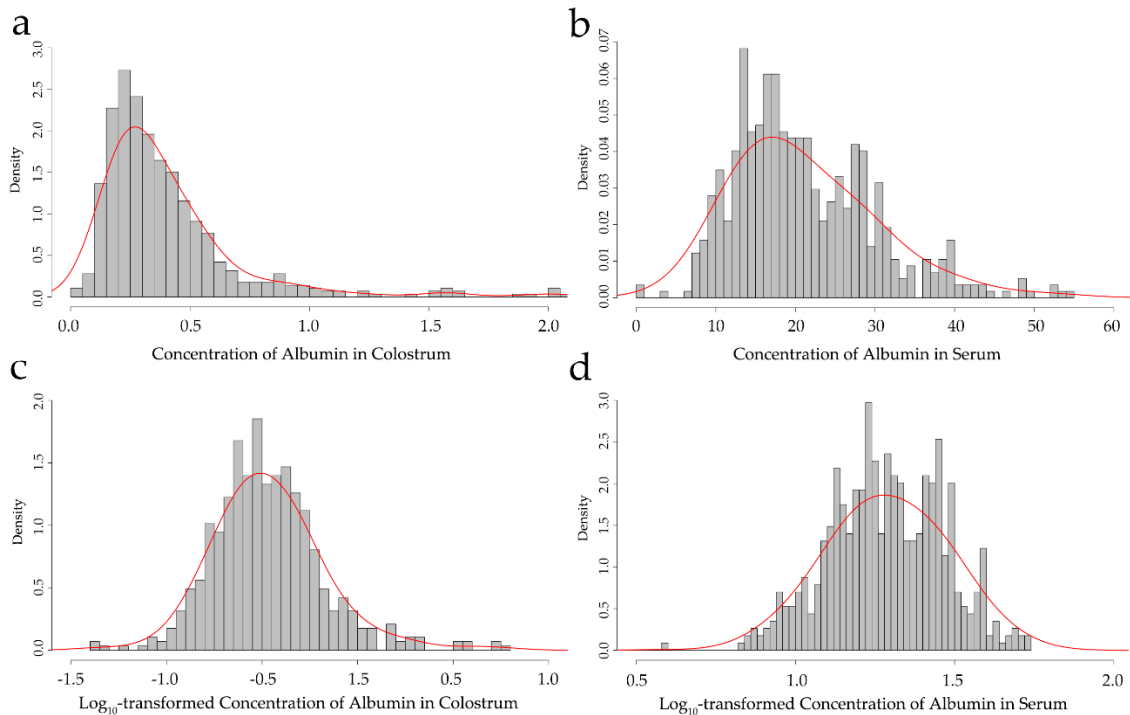 a
3.0
2.5
2.0
1.5
1.0
0.5
0.0
Density
0.0 0.5 1.0 1.5 2.0
Concentration of Albumin in Colostrum
b
0.07
0.06
0.05
0.04
0.03
0.02
0.01
0.00
Density
0 10 20 30 40 50 60
Concentration of Albumin in Serum
c
2.0
1.5
1.0
0.5
0.0
Density
-1.5 -1.0 -0.5 1.5 0.5 1.0
Log₁₀-transformed Concentration of Albumin in Colostrum
d
3.0
2.5
2.0
1.5
1.0
0.5
0.0
Density
0.5 1.0 1.5 2.0
Log₁₀-transformed Concentration of Albumin in Serum